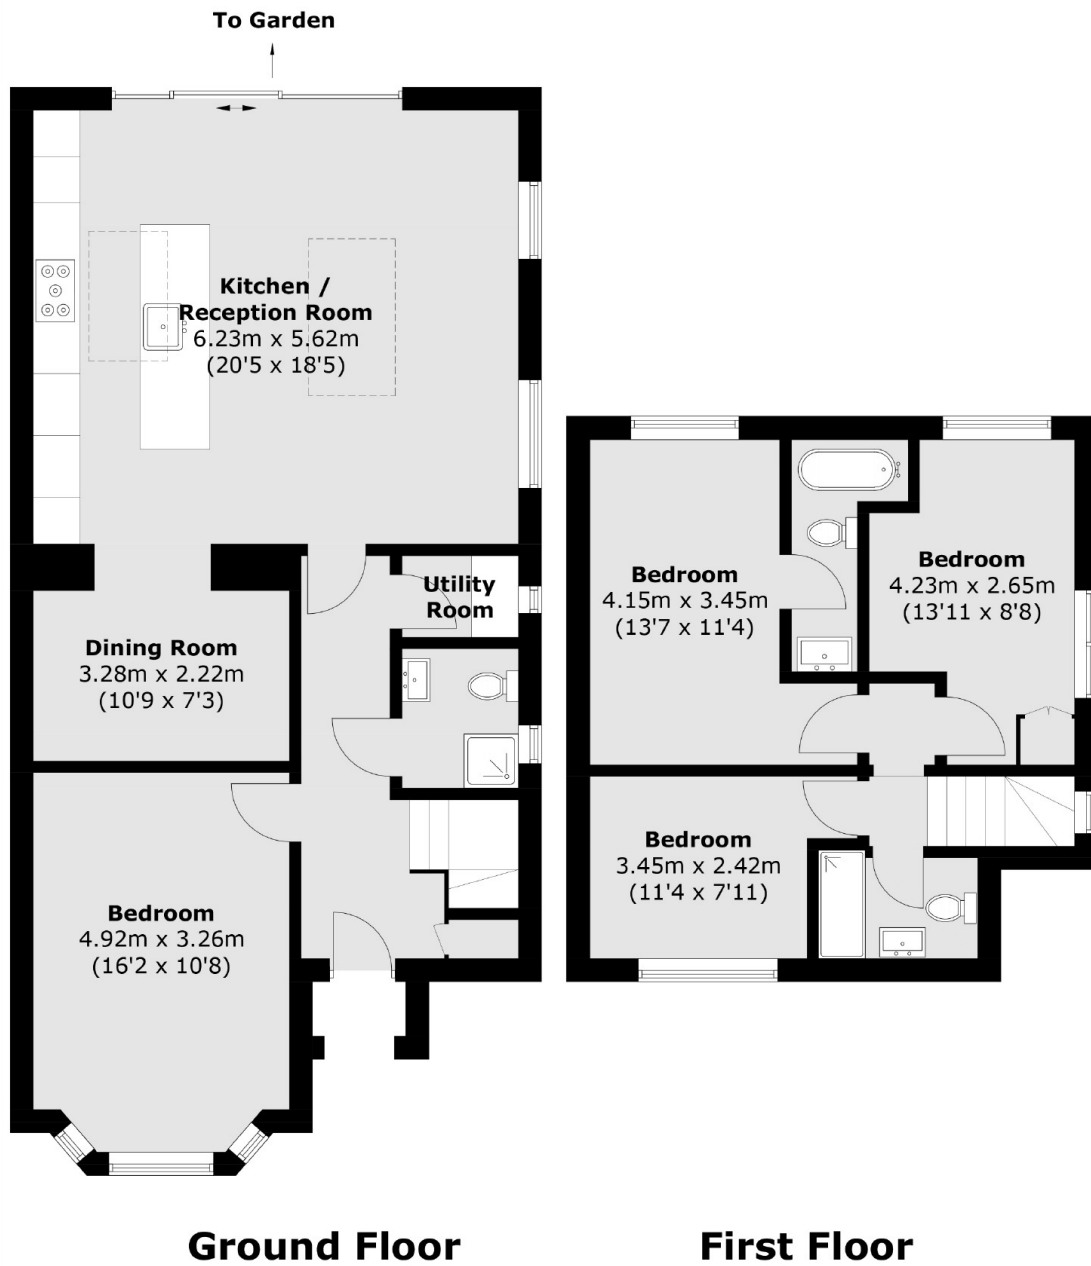 To Garden
Kitchen /
Reception Room
6.23m x 5.62m
(20'5 x 18'5)
Utility
Room
Dining Room
3.28m x 2.22m
(10'9 x 7'3)
Bedroom
4.92m x 3.26m
(16'2 x 10'8)
Bedroom
4.15m x 3.45m
(13'7 x 11'4)
Bedroom
4.23m x 2.65m
(13'11 x 8'8)
Bedroom
3.45m x 2.42m
(11'4 x 7'11)
Ground Floor
First Floor